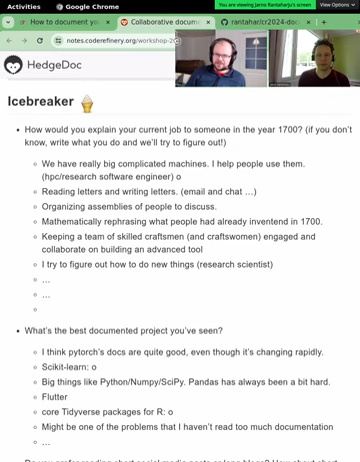 You are viewing Jarno Rantaharju's screen
View Options
Activities
Google Chrome
How to document yo
Collaborative docum
rantahar/cr2024-doc
notes.coderefinery.org/workshop-2
HedgeDoc
Icebreaker
How would you explain your current job to someone in the year 1700? (if you don't
know, write what you do and we'll try to figure out!)
We have really big complicated machines. I help people use them.
(hpc/research software engineer) o
Reading letters and writing letters. (email and chat …)
Organizing assemblies of people to discuss.
Mathematically rephrasing what people had already inventend in 1700.
Keeping a team of skilled craftsmen (and craftswomen) engaged and
collaborate on building an advanced tool
I try to figure out how to do new things (research scientist)
…
…
What's the best documented project you've seen?
I think pytorch's docs are quite good, even though it's changing rapidly.
Scikit-learn: o
Big things like Python/Numpy/SciPy. Pandas has always been a bit hard.
Flutter
core Tidyverse packages for R: o
Might be one of the problems that I haven't read too much documentation
…